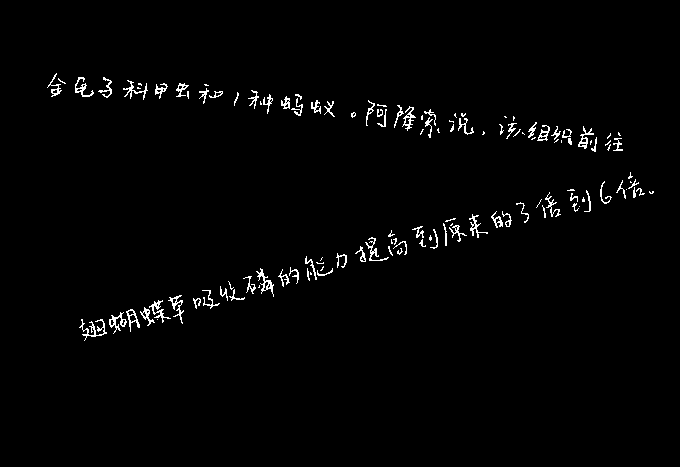 金龟子科甲虫和1种蚂蚁。阿隆索说，该组织前往
翅蝴蝶草吸收磷的能力提高到原来的3倍到6倍。